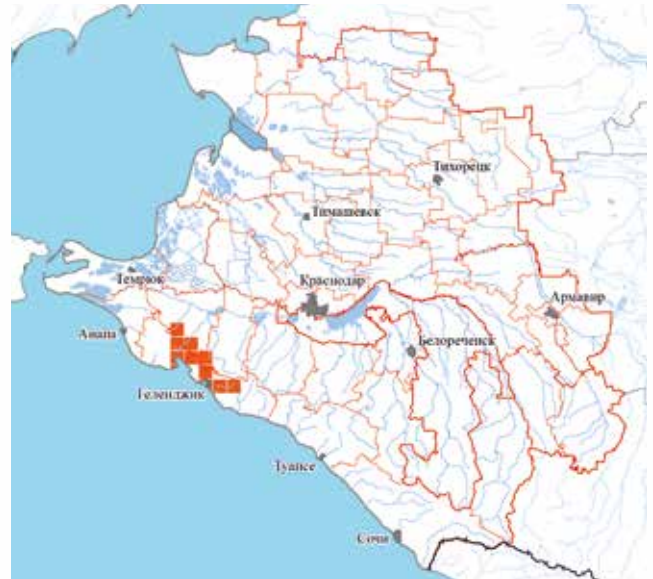 Тихорецк
Тимашевск
Темрюк
Краснодар
Армавир
Анапа
Белореченск
Геленджик
Туапсе
Сочи